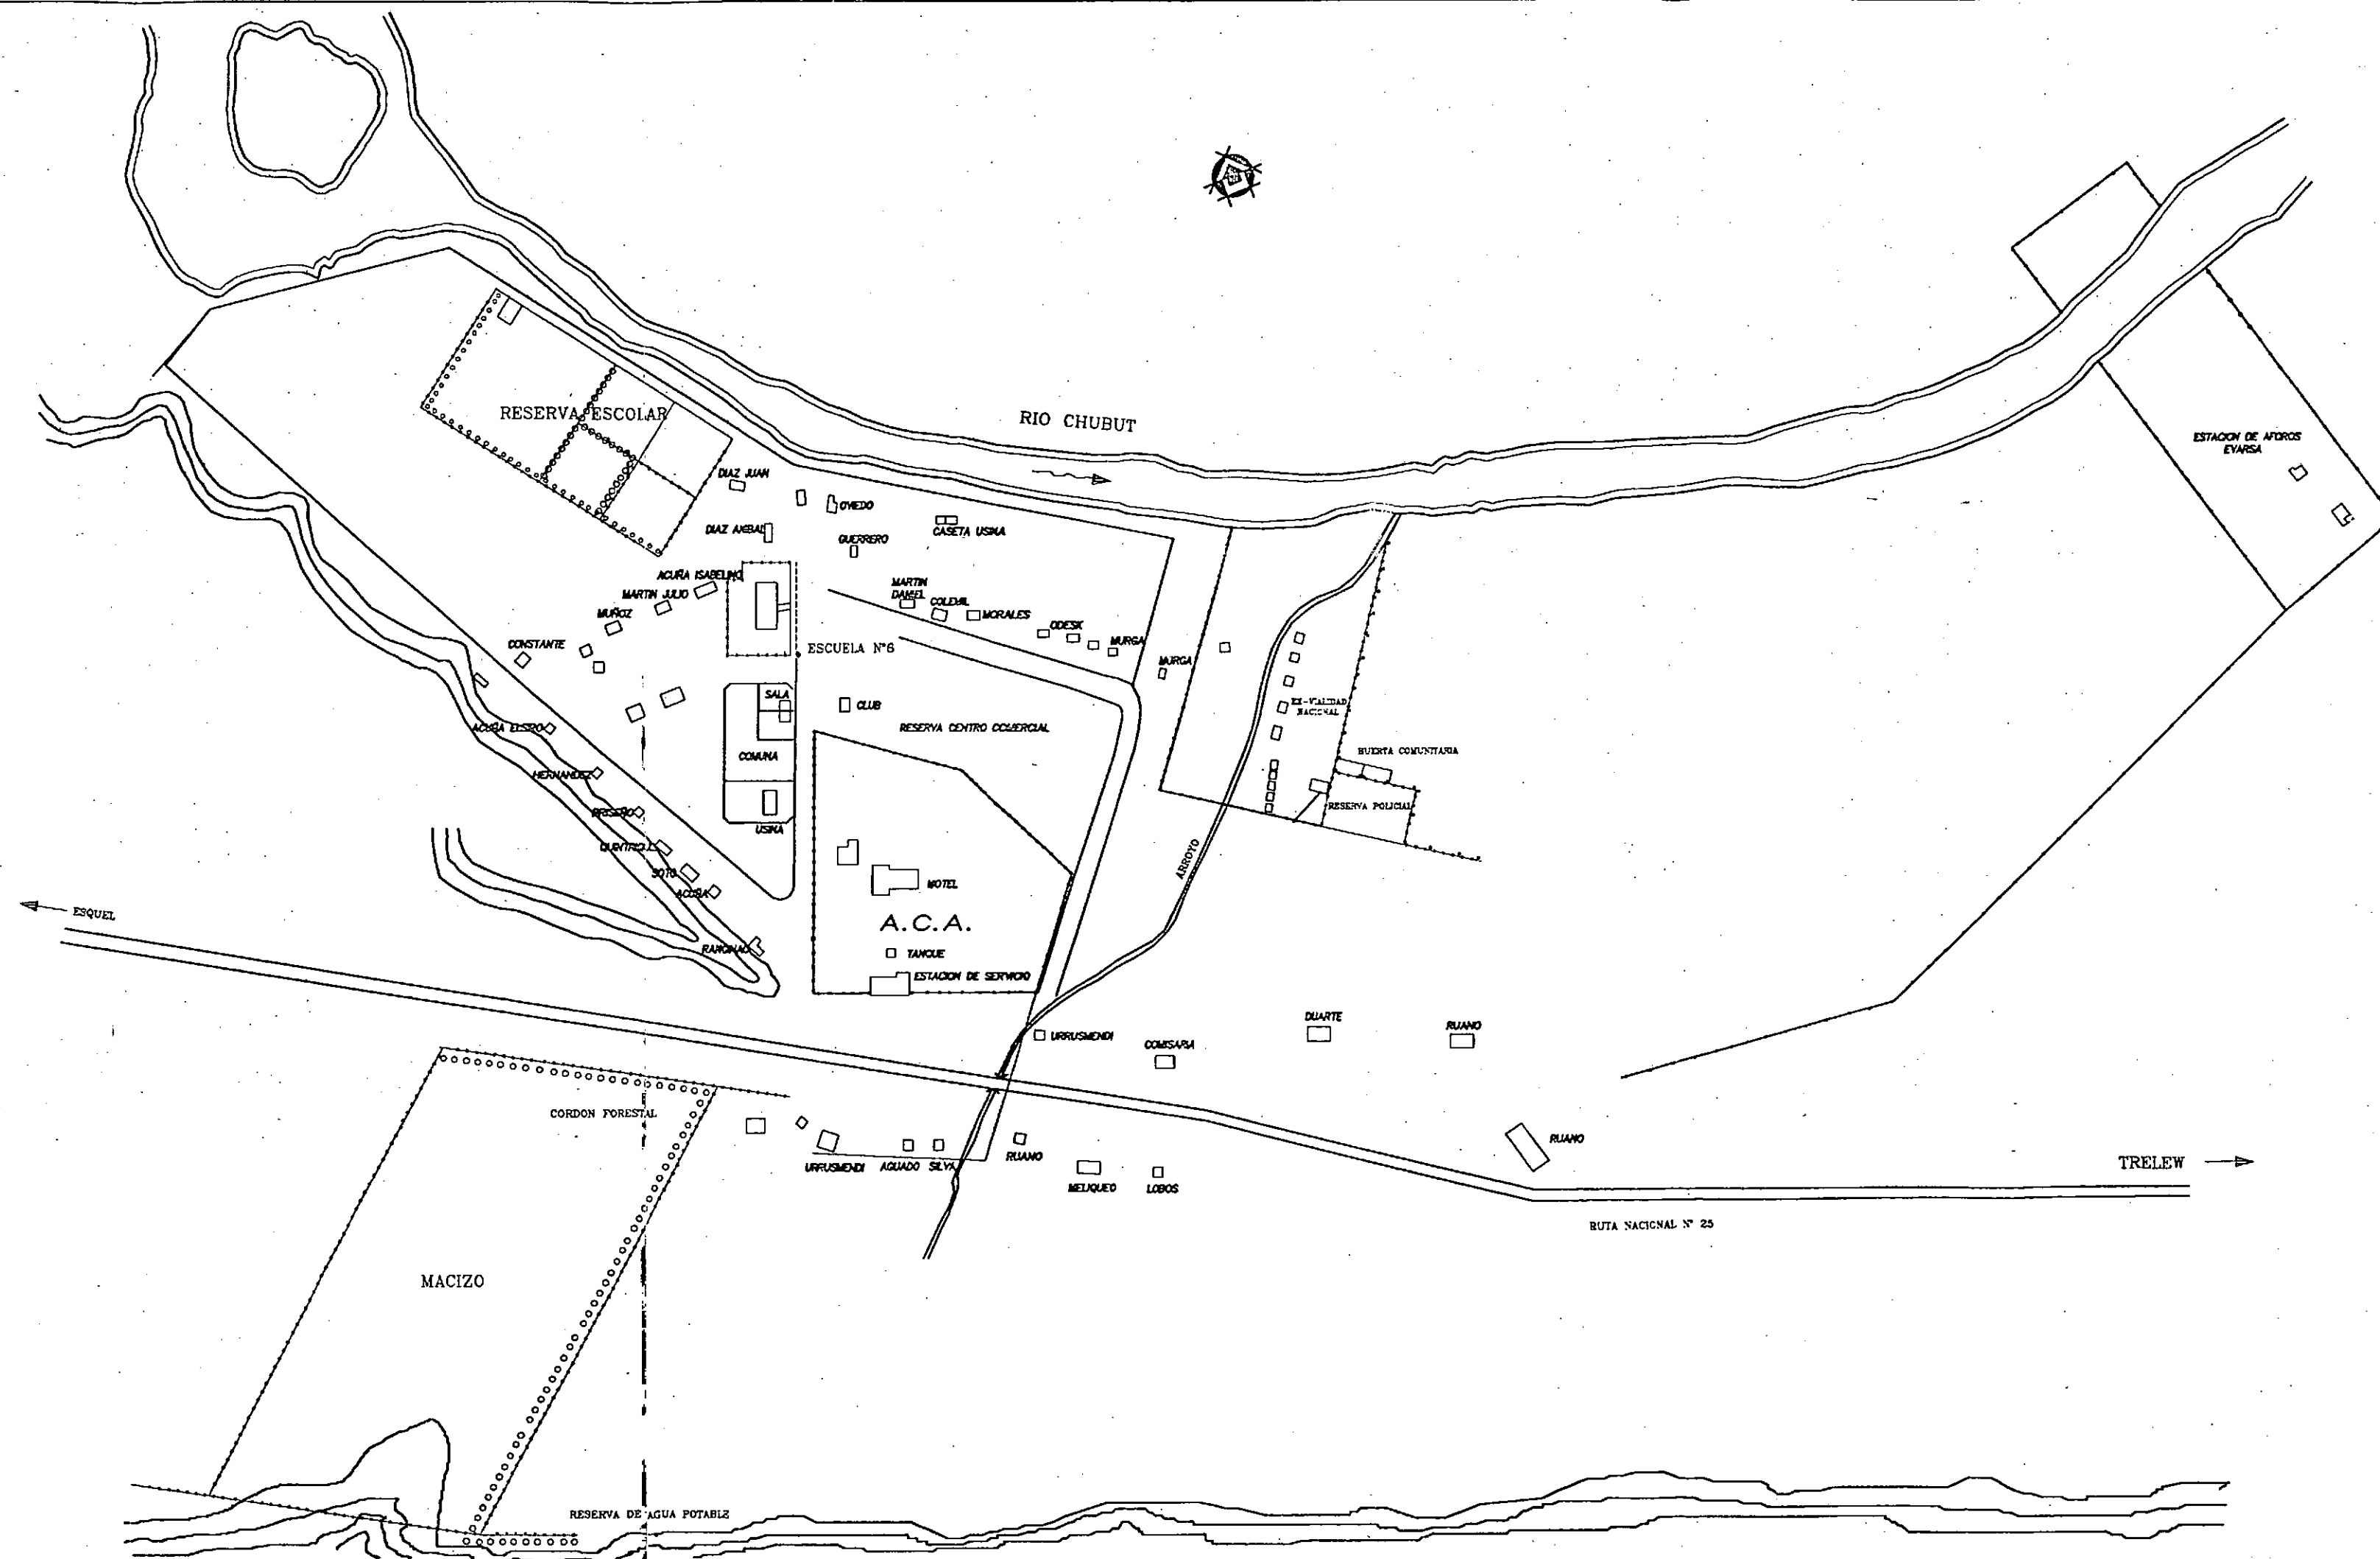 RESERVA ESCOLAR
RIO CHUBUT
ESTACION DE AFOROS
EVARSA
DIAZ JUAN
OVIEDO
DIAZ ANIBAL
GUERRERO
CASETA USINA
ACUÑA ISABELINO
MARTIN JULIO
MUÑOZ
CONSTANTE
MARTIN
DANIEL
MORALES
ODESK
MURGA
MURGA
ESCUELA Nº6
SALA
CLUB
EX-VIALIDAD
NACIONAL
RESERVA CENTRO COMERCIAL
COMUNA
HUERTA COMUNITARIA
HERNANDEZ
RESERVA POLICIAL
BRISEÑO
USINA
ARROYO
SOTO
ACUÑA
MOTEL
A.C.A.
ESQUEL
TANQUE
ESTACION DE SERVICIO
URRUSMENDI
COMISARIA
DUARTE
RUANO
CORDON FORESTAL
URRUSMENDI
AGUADO
SILVA
RUANO
MELIQUEO
LOBOS
RUANO
TRELEW
RUTA NACIONAL Nº 25
MACIZO
RESERVA DE AGUA POTABLE